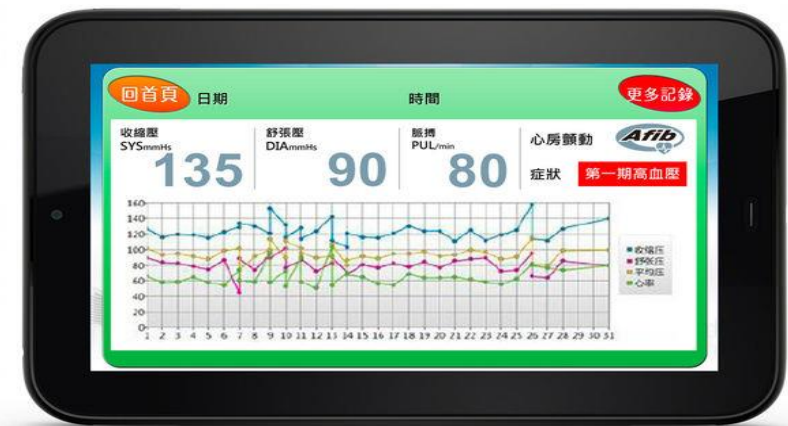 回首頁 日期 時間 更多記錄
收縮壓 舒張壓 脈搏 心房顫動 Afib
SYSmmHs DIAmmHs PUL/min
135 90 80 症狀 第一期高血壓
160
140
120
100
80
60
40
20
0
收缩压
舒张压
平均压
心率
1 2 3 4 5 6 7 8 9 10 11 12 13 14 15 16 17 18 19 20 21 22 23 24 25 26 27 28 29 30 31